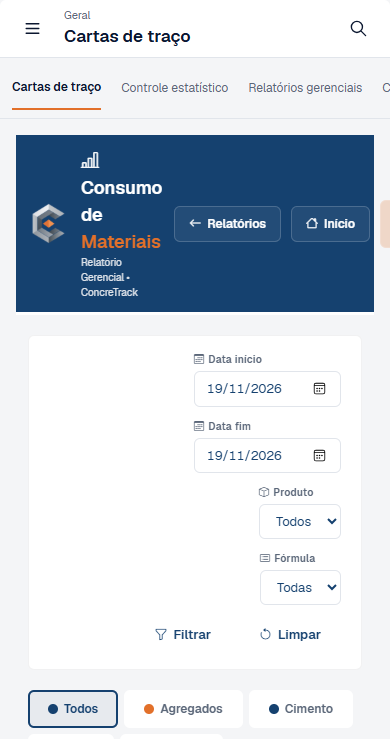 Geral
Cartas de traço
Cartas de traço Controle estatístico Relatórios gerenciais
Consumo
de
Materiais
Relatório
Gerencial •
ConcreTrack
Relatórios
Início
Data início
19/11/2026
Data fim
19/11/2026
Produto
Todos
Fórmula
Todas
Filtrar Limpar
Todos Agregados Cimento